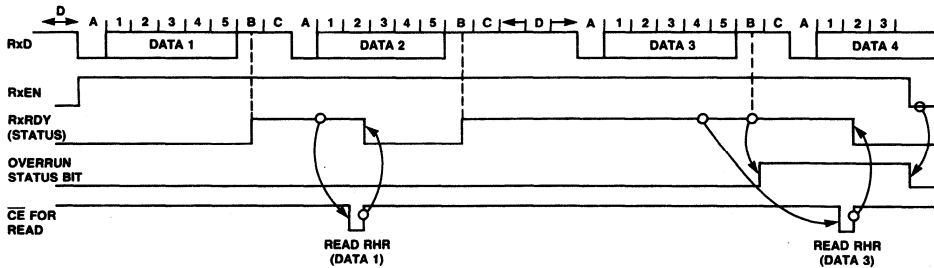 D A 1 2 3 4 5 B C A 1 2 3 4 5 B C D A 1 2 3 4 5 B C A 1 2 3
RxD DATA 1 DATA 2 DATA 3 DATA 4
RxEN
RxRDY
(STATUS)
OVERRUN
STATUS BIT
CE FOR
READ
READ RHR
(DATA 1)
READ RHR
(DATA 3)